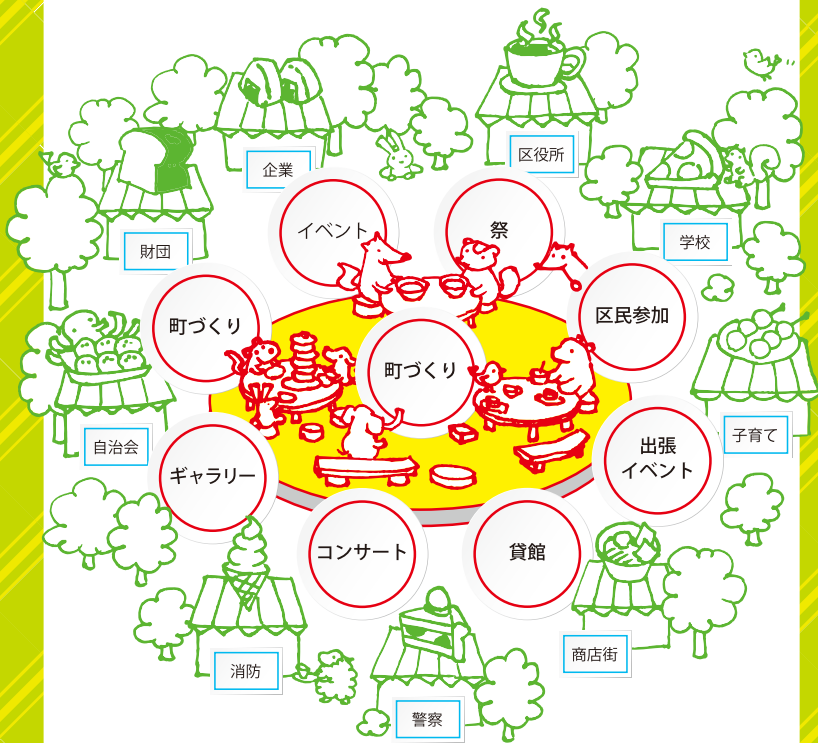 企業
区役所
財団
学校
イベント
祭
町づくり
区民参加
町づくり
自治会
子育て
ギャラリー
出張
イベント
コンサート
貸館
消防
商店街
警察